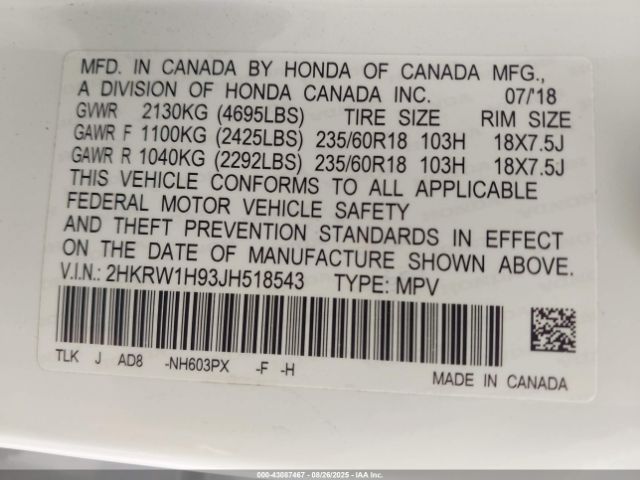 MFD. IN CANADA BY HONDA OF CANADA MFG.,
A DIVISION OF HONDA CANADA INC. 07/'18
GVWR 2130KG (4695LBS) TIRE SIZE RIM SIZE
GAWR F 1100KG (2425LBS) 235/60R18 103H 18X7.5J
GAWR R 1040KG (2292LBS) 235/60R18 103H 18X7.5J
THIS VEHICLE CONFORMS TO ALL APPLICABLE
FEDERAL MOTOR VEHICLE SAFETY
AND THEFT PREVENTION STANDARDS IN EFFECT
ON THE DATE OF MANUFACTURE SHOWN ABOVE.
V.I.N.: 2HKRW1H93JH518543 TYPE: MPV
TLK J AD8 -NH603PX -F -H
MADE IN CANADA
000-43087467 - 08/26/2025 - IAA Inc.